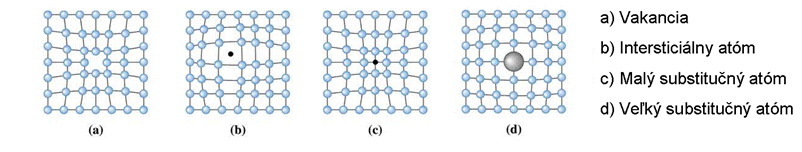 a) Vakancia
b) Intersticiálny atóm
c) Malý substitučný atóm
d) Veľký substitučný atóm
(a) (b) (c) (d)